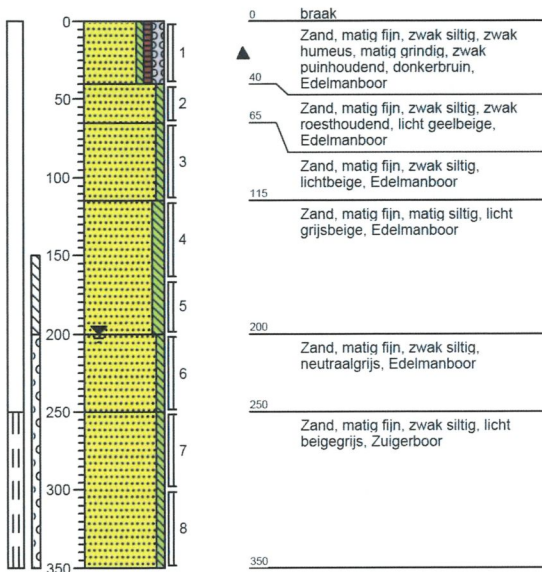 0
50
100
150
200
250
300
350
1
2
3
4
5
6
7
8
0 braak
Zand, matig fijn, zwak siltig, zwak
humeus, matig grindig, zwak
puinhoudend, donkerbruin,
Edelmanboor
40
Zand, matig fijn, zwak siltig, zwak
roesthoudend, licht geelbeige,
Edelmanboor
65
Zand, matig fijn, zwak siltig,
lichtbeige, Edelmanboor
115
Zand, matig fijn, matig siltig, licht
grijsbeige, Edelmanboor
200
Zand, matig fijn, zwak siltig,
neutraalgrijs, Edelmanboor
250
Zand, matig fijn, zwak siltig, licht
beigegrijs, Zuigerboor
350